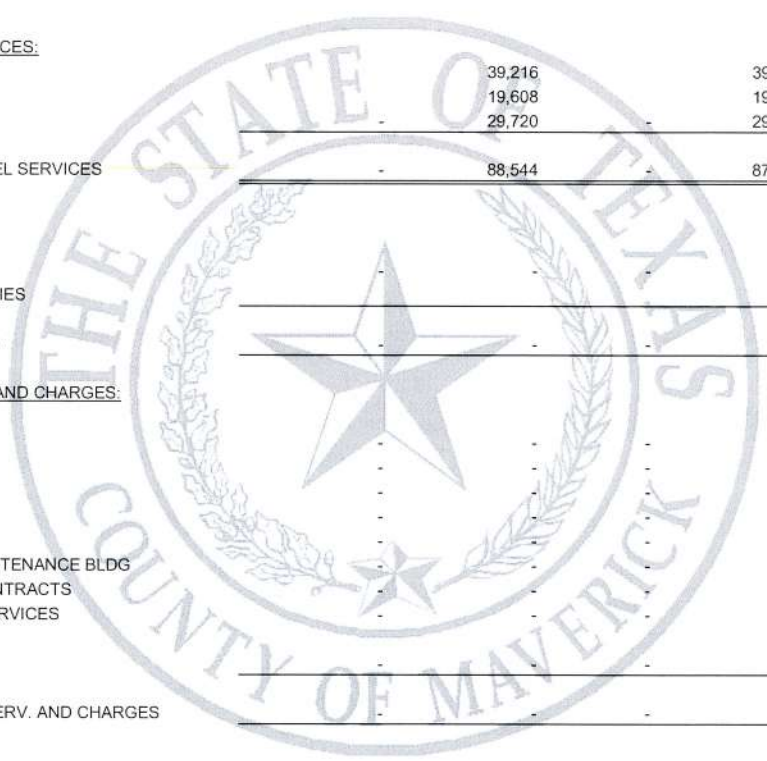 CES:
39,216 39
19,608 19
- 29,720 - 29
EL SERVICES - 88,544 - 87
- - -
IES
- - -
AND CHARGES:
- - -
- - -
- - -
- - -
TENANCE BLDG - - -
NTRACTS - - -
RVICES - - -
- - -
ERV. AND CHARGES - - -
THE STATE OF TEXAS
COUNTY OF MAVERICK